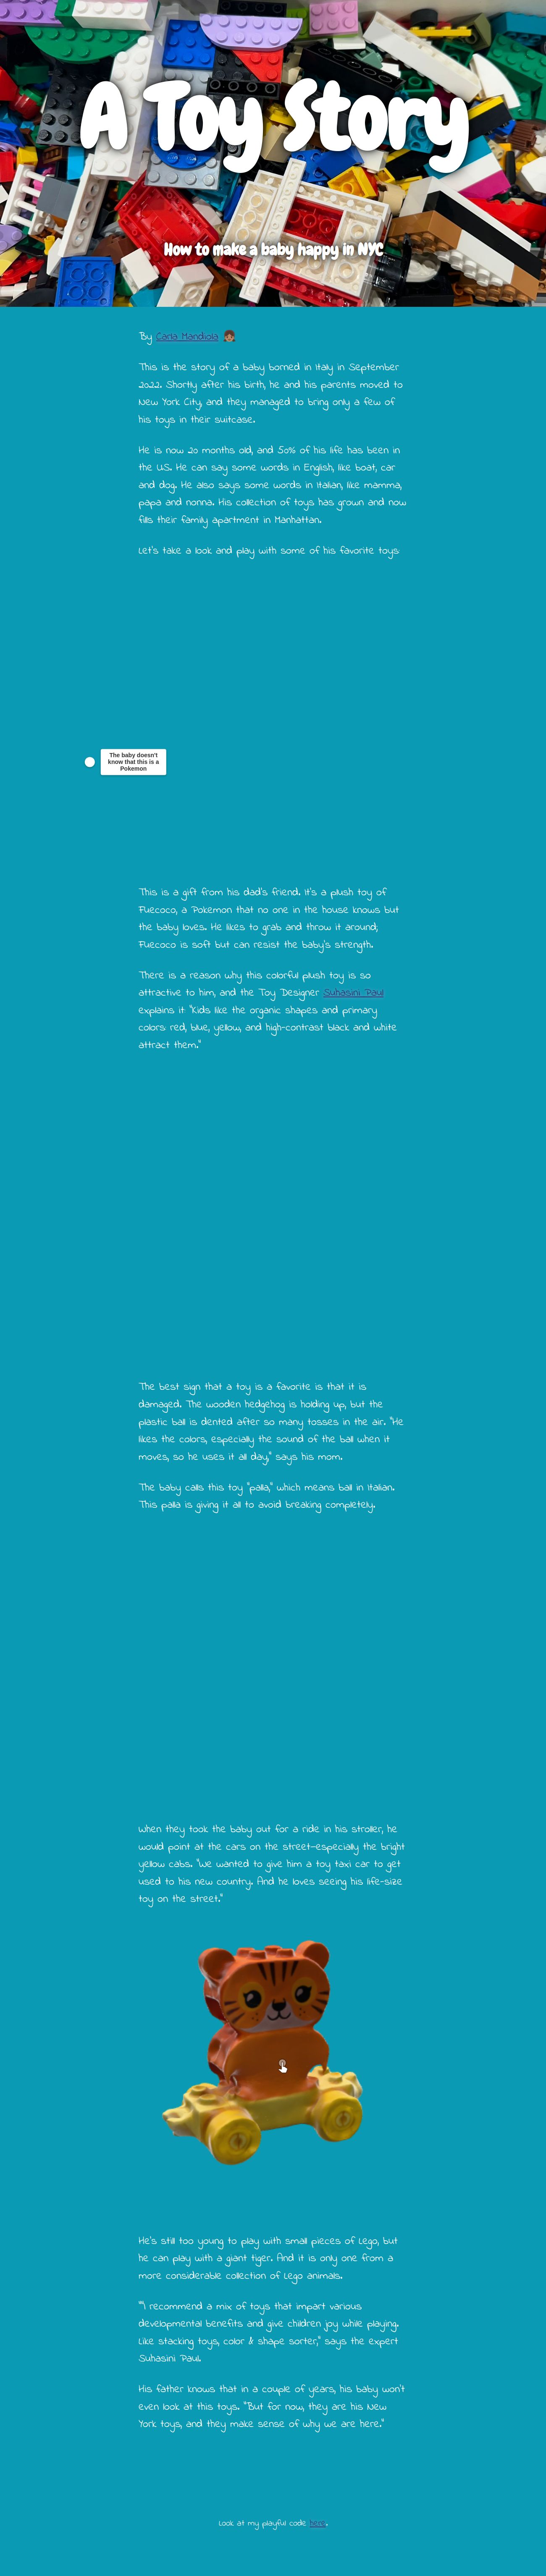 A Toy Story
How to make a baby happy in NYC
By Carla Mandiola 👧🏽
This is the story of a baby borned in Italy in September
2022. Shortly after his birth, he and his parents moved to
New York City, and they managed to bring only a few of
his toys in their suitcase.
He is now 20 months old, and 50% of his life has been in
the US. He can say some words in English, like boat, car
and dog. He also says some words in Italian, like mamma,
papa and nonna. His collection of toys has grown and now
fills their family apartment in Manhattan.
Let's take a look and play with some of his favorite toys:
The baby doesn't
know that this is a
Pokemon
This is a gift from his dad's friend. It's a plush toy of
Fuecoco, a Pokemon that no one in the house knows but
the baby loves. He likes to grab and throw it around;
Fuecoco is soft but can resist the baby's strength.
There is a reason why this colorful plush toy is so
attractive to him, and the Toy Designer Suhasini Paul
explains it: "Kids like the organic shapes and primary
colors: red, blue, yellow, and high-contrast black and white
attract them."
The best sign that a toy is a favorite is that it is
damaged. The wooden hedgehog is holding up, but the
plastic ball is dented after so many tosses in the air. "He
likes the colors, especially the sound of the ball when it
moves, so he uses it all day," says his mom.
The baby calls this toy "palla," which means ball in Italian.
This palla is giving it all to avoid breaking completely.
When they took the baby out for a ride in his stroller, he
would point at the cars on the street—especially the bright
yellow cabs. "We wanted to give him a toy taxi car to get
used to his new country. And he loves seeing his life-size
toy on the street."
He's still too young to play with small pieces of Lego, but
he can play with a giant tiger. And it is only one from a
more considerable collection of Lego animals.
""I recommend a mix of toys that impart various
developmental benefits and give children joy while playing.
Like stacking toys, color & shape sorter," says the expert
Suhasini Paul.
His father knows that in a couple of years, his baby won't
even look at this toys. "But for now, they are his New
York toys, and they make sense of why we are here."
Look at my playful code here.